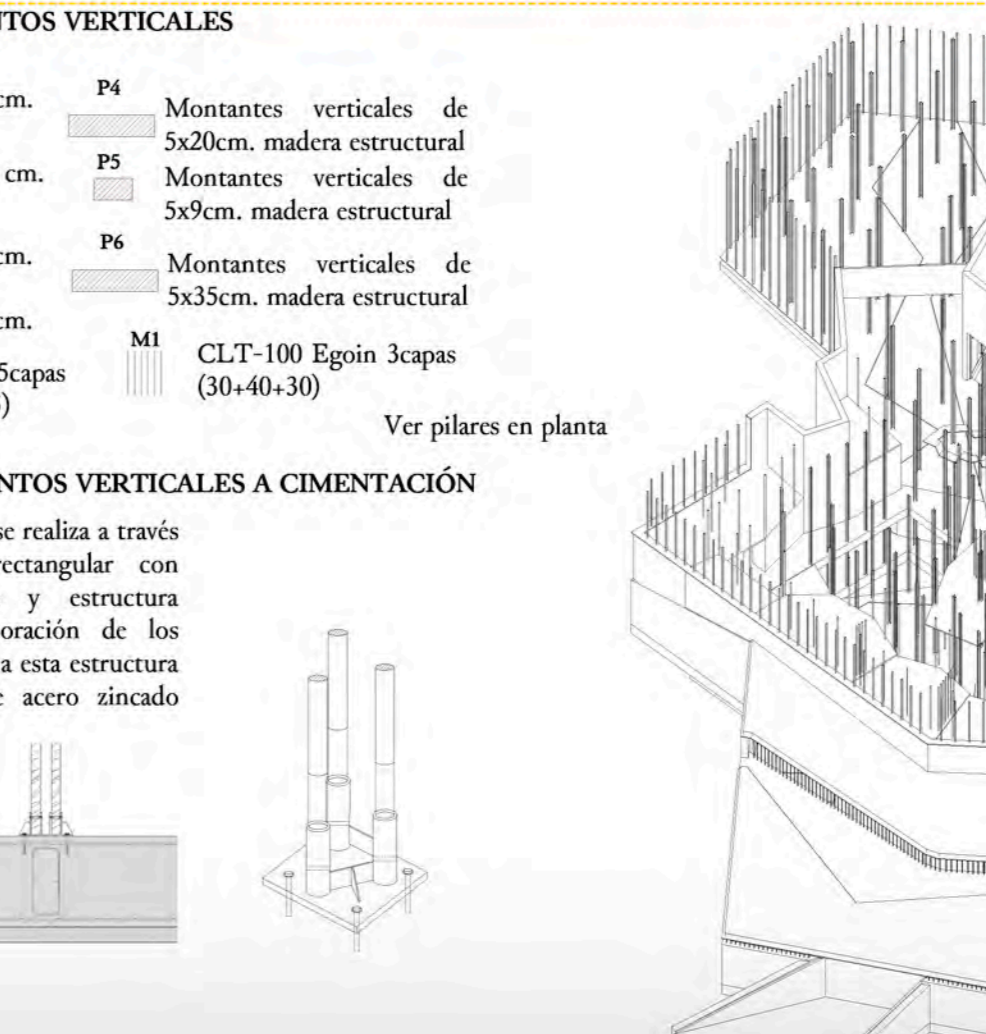 NTOS VERTICALES
cm.
cm.
cm.
cm.
5capas
)
P4
Montantes verticales de
5x20cm. madera estructural
P5
Montantes verticales de
5x9cm. madera estructural
P6
Montantes verticales de
5x35cm. madera estructural
M1
CLT-100 Egoin 3capas
(30+40+30)
Ver pilares en planta
NTOS VERTICALES A CIMENTACIÓN
se realiza a través
rectangular con
y estructura
oración de los
a esta estructura
e acero zincado